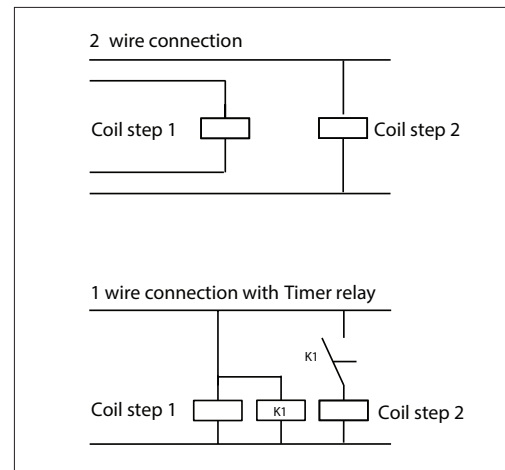 2 wire connection
Coil step 1
Coil step 2
1 wire connection with Timer relay
K1
Coil step 1
K1
Coil step 2